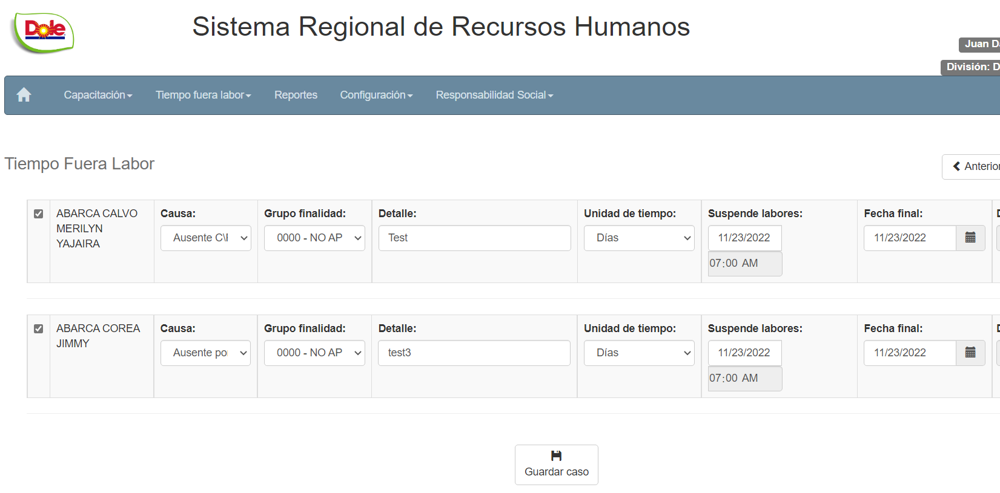 Dole
Sistema Regional de Recursos Humanos
Juan
División:
Capacitación Tiempo fuera labor Reportes Configuración Responsabilidad Social
Tiempo Fuera Labor
Anterior
ABARCA CALVO
MERILYN
YAJAIRA
Causa:
Ausente
Grupo finalidad:
0000 - NO AP
Detalle:
Test
Unidad de tiempo:
Días
Suspende labores:
11/23/2022
07:00 AM
Fecha final:
11/23/2022
ABARCA COREA
JIMMY
Causa:
Ausente por
Grupo finalidad:
0000 - NO AP
Detalle:
test3
Unidad de tiempo:
Días
Suspende labores:
11/23/2022
07:00 AM
Fecha final:
11/23/2022
Guardar caso